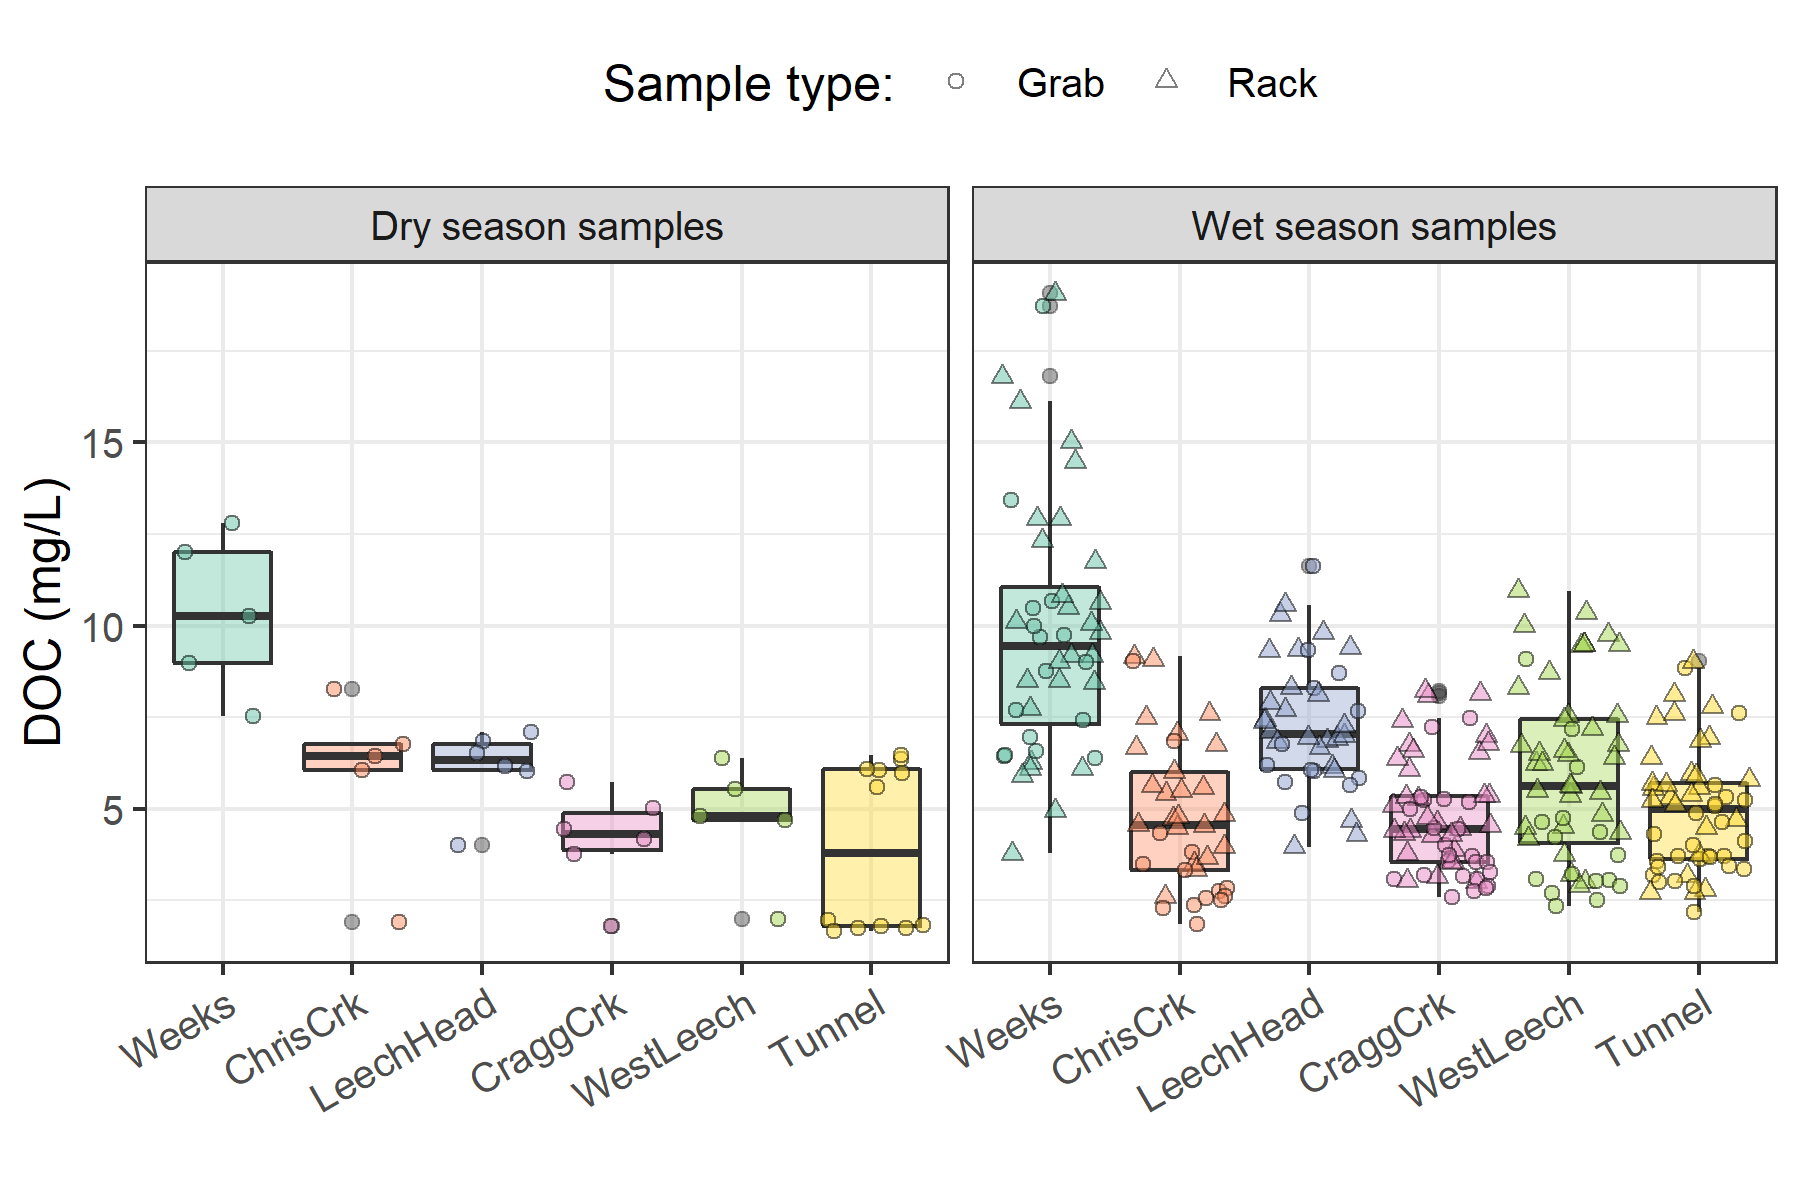 Sample type: Grab Rack
Dry season samples
Wet season samples
DOC (mg/L)
15
10
5
Weeks
ChrisCrk
LeechHead
CraggCrk
WestLeech
Tunnel
Weeks
ChrisCrk
LeechHead
CraggCrk
WestLeech
Tunnel